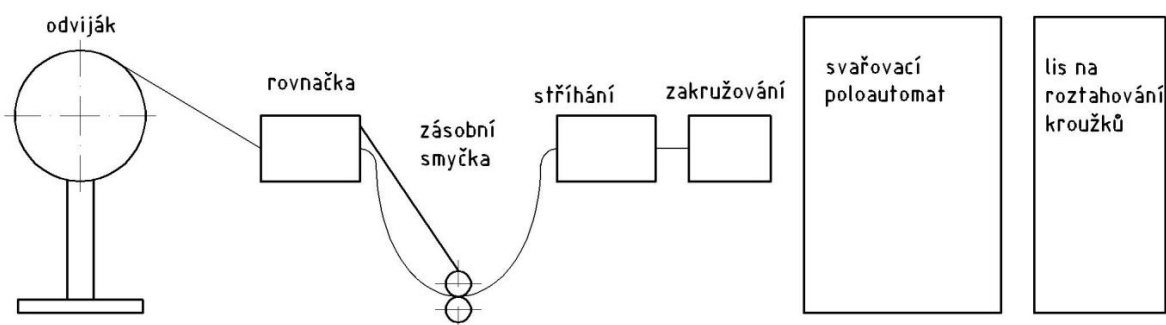 odviják
rovnačka
zásobní
smyčka
stříhání
zakružování
svařovací
poloautomat
lis na
roztahování
kroužků